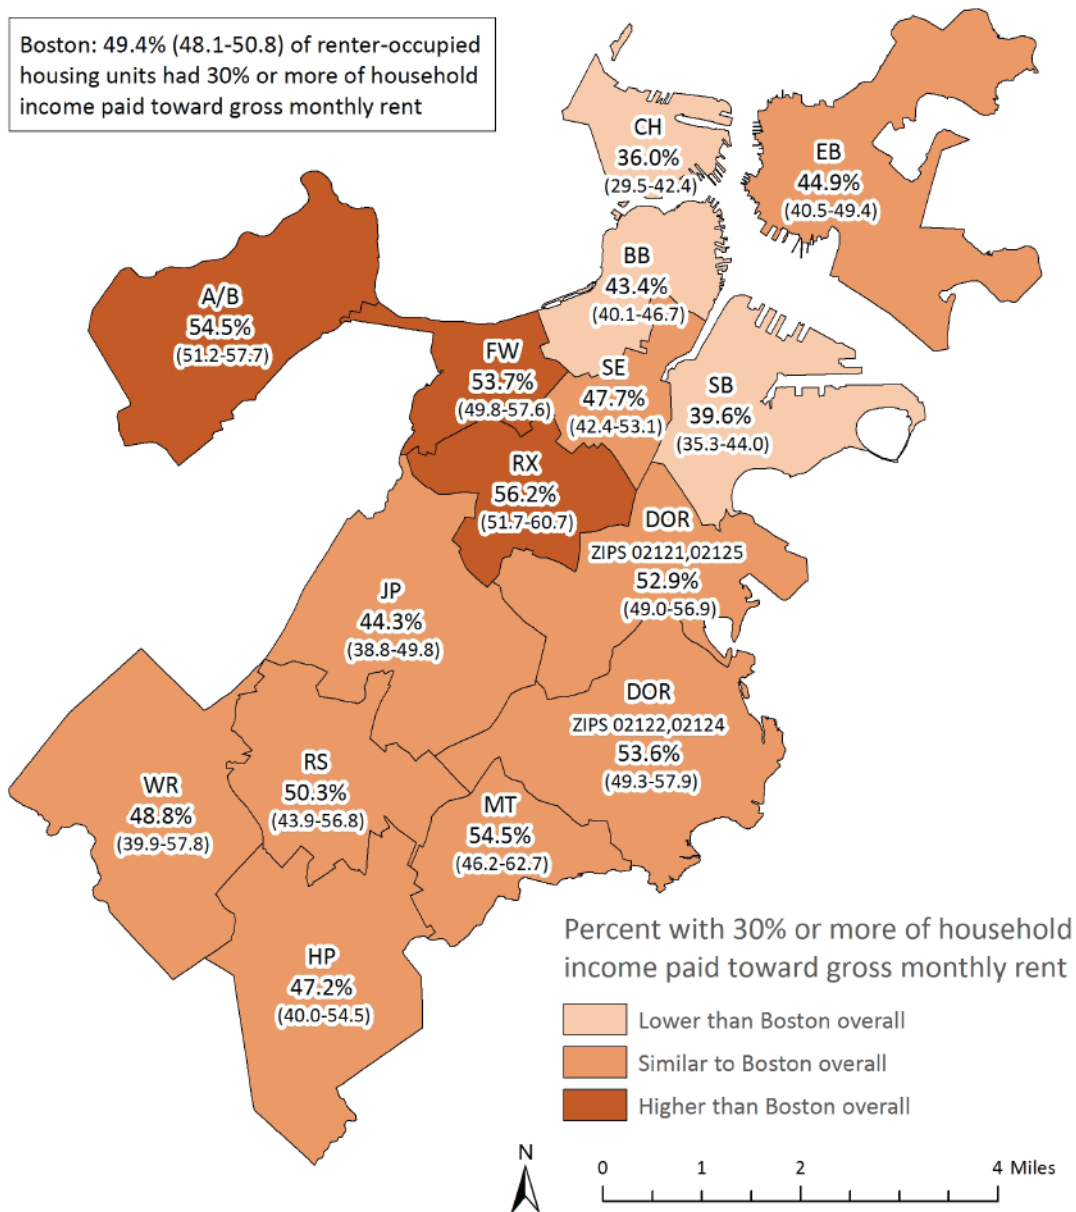 Boston: 49.4% (48.1-50.8) of renter-occupied
housing units had 30% or more of household
income paid toward gross monthly rent
CH
36.0%
(29.5-42.4)
EB
44.9%
(40.5-49.4)
BB
43.4%
(40.1-46.7)
A/B
54.5%
(51.2-57.7)
FW
53.7%
(49.8-57.6)
SE
47.7%
(42.4-53.1)
SB
39.6%
(35.3-44.0)
RX
56.2%
(51.7-60.7)
DOR
ZIPS 02121,02125
52.9%
(49.0-56.9)
JP
44.3%
(38.8-49.8)
DOR
ZIPS 02122,02124
53.6%
(49.3-57.9)
RS
50.3%
(43.9-56.8)
WR
48.8%
(39.9-57.8)
MT
54.5%
(46.2-62.7)
HP
47.2%
(40.0-54.5)
Percent with 30% or more of household
income paid toward gross monthly rent
Lower than Boston overall
Similar to Boston overall
Higher than Boston overall
N
0 1 2 4 Miles